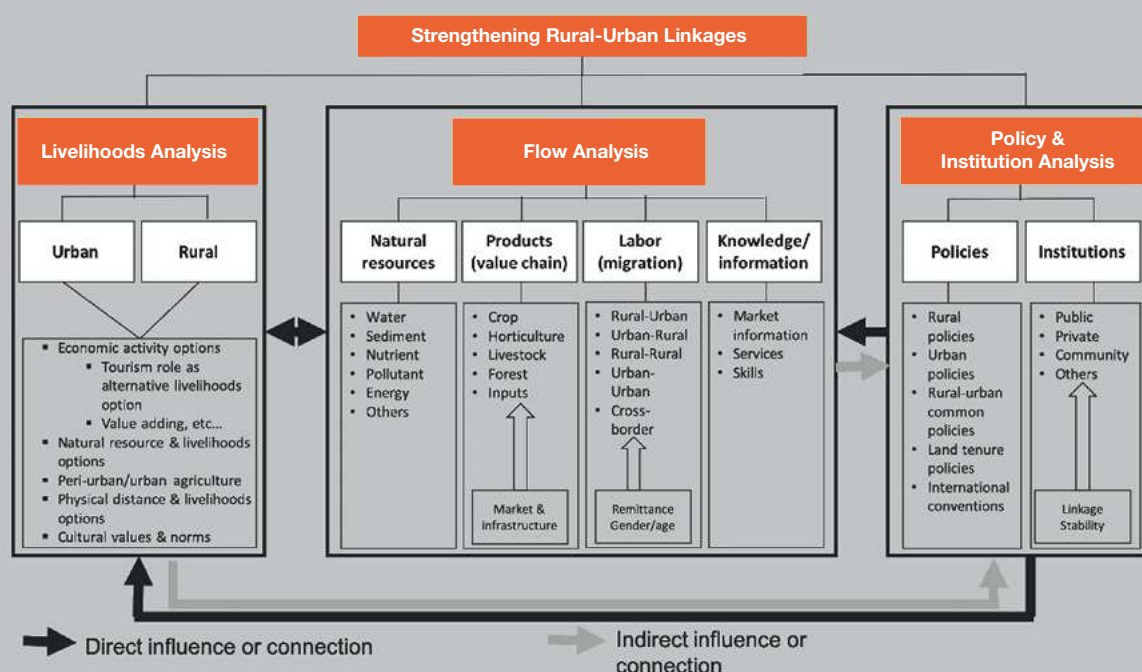 Strengthening Rural-Urban Linkages
Livelihoods Analysis
Urban
Rural
▪ Economic activity options
▪ Tourism role as
alternative livelihoods
option
▪ Value adding, etc...
▪ Natural resource & livelihoods
options
▪ Peri-urban/urban agriculture
▪ Physical distance & livelihoods
options
▪ Cultural values & norms
Flow Analysis
Natural
resources
• Water
• Sediment
• Nutrient
• Pollutant
• Energy
• Others
Products
(value chain)
• Crop
• Horticulture
• Livestock
• Forest
• Inputs
Market &
Infrastructure
Labor
(migration)
• Rural-Urban
• Urban-Rural
• Rural-Rural
• Urban-
Urban
• Cross-
border
Remittance
Gender/age
Knowledge/
information
• Market
information
• Services
• Skills
Policy &
Institution Analysis
Policies
• Rural
policies
• Urban
policies
• Rural-urban
common
policies
• Land tenure
policies
• International
conventions
Institutions
• Public
• Private
• Community
• Others
Linkage
Stability
Direct influence or connection
Indirect influence or
connection